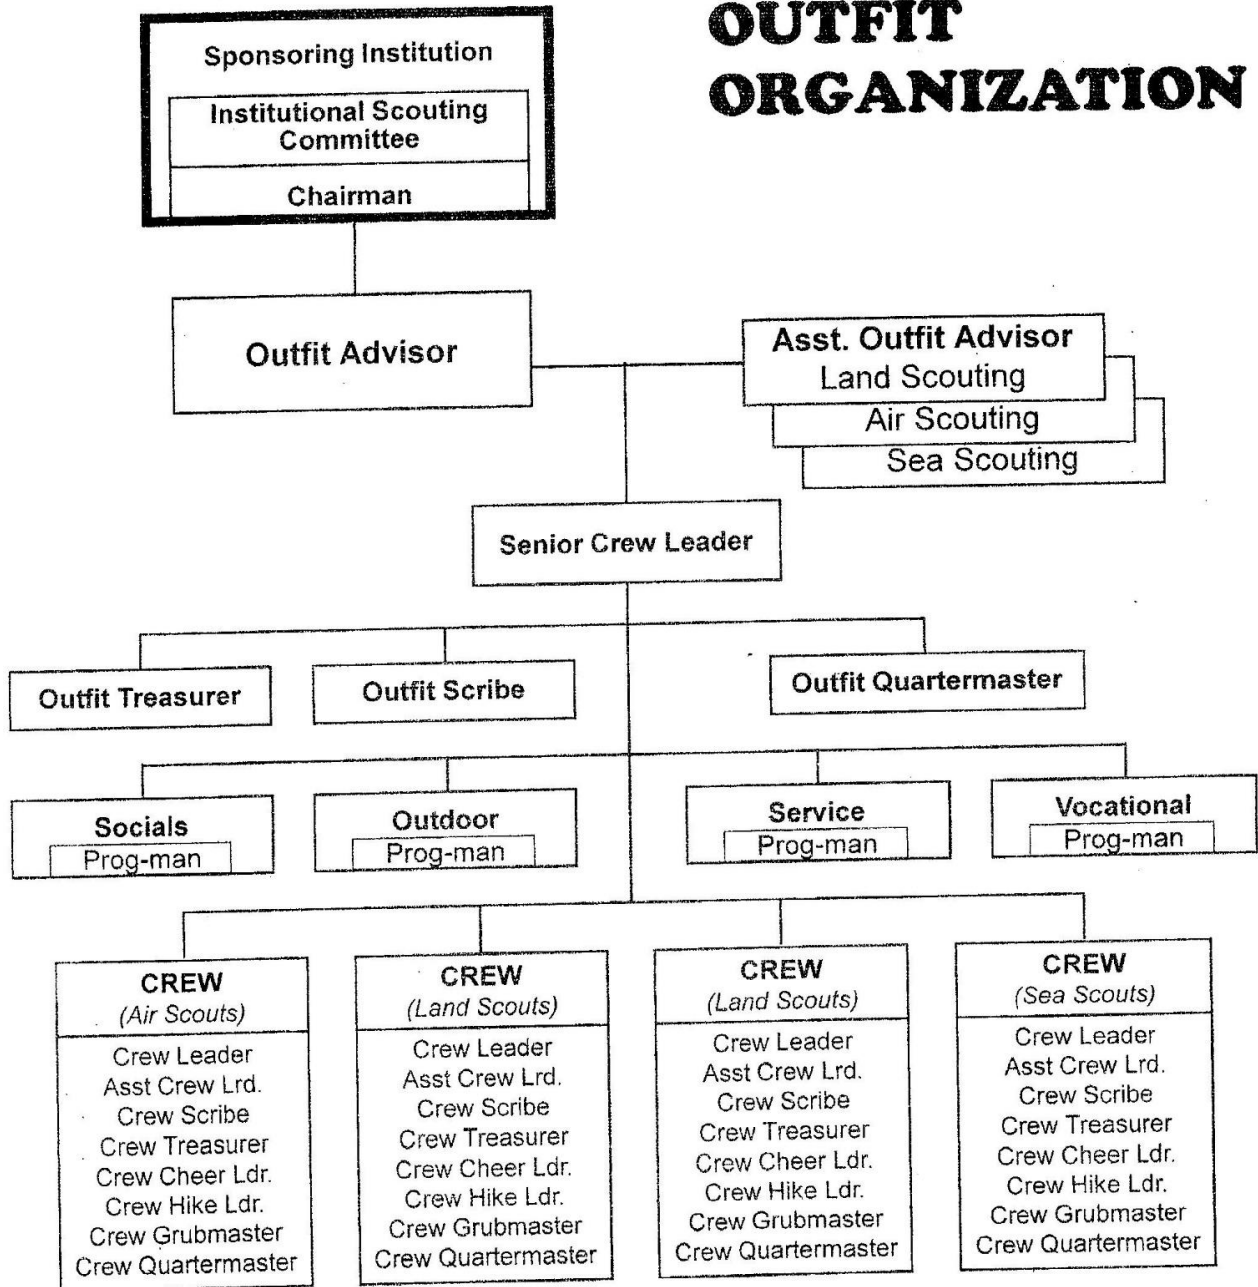 OUTFIT
ORGANIZATION
Sponsoring Institution
Institutional Scouting
Committee
Chairman
Outfit Advisor
Asst. Outfit Advisor
Land Scouting
Air Scouting
Sea Scouting
Senior Crew Leader
Outfit Treasurer
Outfit Scribe
Outfit Quartermaster
Socials
Prog-man
Outdoor
Prog-man
Service
Prog-man
Vocational
Prog-man
CREW
(Air Scouts)
Crew Leader
Asst Crew Lrd.
Crew Scribe
Crew Treasurer
Crew Cheer Ldr.
Crew Hike Ldr.
Crew Grubmaster
Crew Quartermaster
CREW
(Land Scouts)
Crew Leader
Asst Crew Lrd.
Crew Scribe
Crew Treasurer
Crew Cheer Ldr.
Crew Hike Ldr.
Crew Grubmaster
Crew Quartermaster
CREW
(Land Scouts)
Crew Leader
Asst Crew Lrd.
Crew Scribe
Crew Treasurer
Crew Cheer Ldr.
Crew Hike Ldr.
Crew Grubmaster
Crew Quartermaster
CREW
(Sea Scouts)
Crew Leader
Asst Crew Lrd.
Crew Scribe
Crew Treasurer
Crew Cheer Ldr.
Crew Hike Ldr.
Crew Grubmaster
Crew Quartermaster